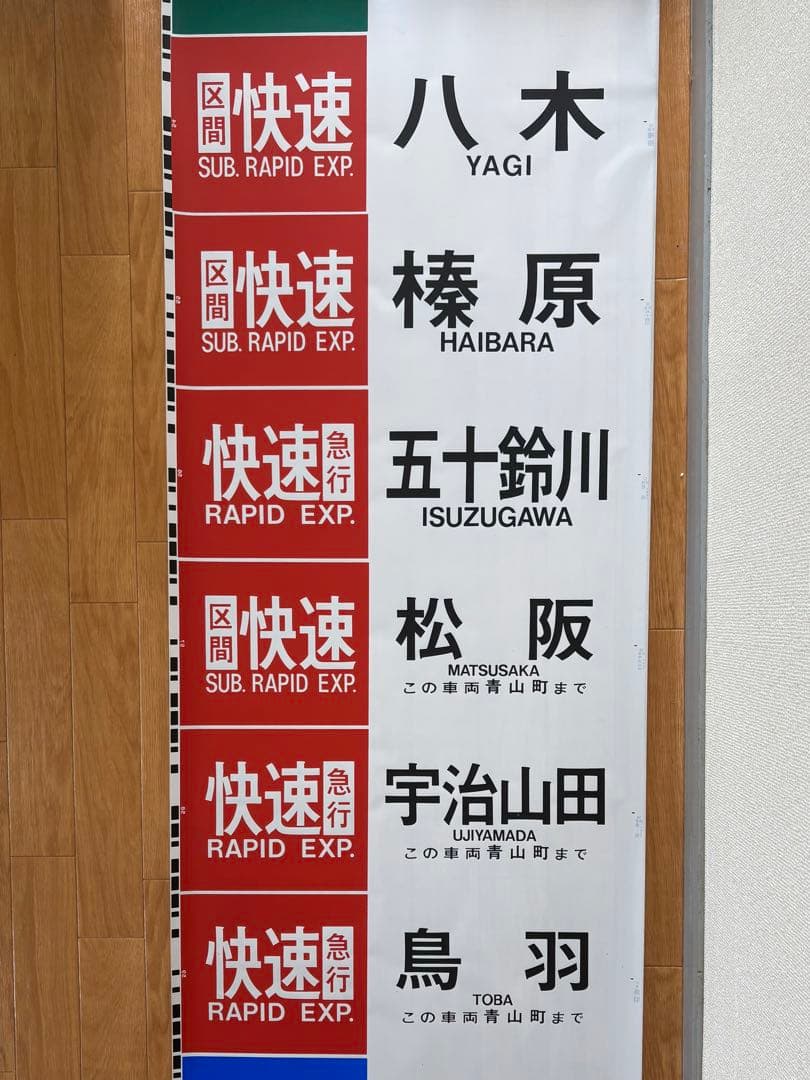 区間快速 八木
SUB. RAPID EXP. YAGI
区間快速 榛原
SUB. RAPID EXP. HAIBARA
快速急行 五十鈴川
RAPID EXP. ISUZUGAWA
区間快速 松阪
SUB. RAPID EXP. MATSUSAKA
この車両青山町まで
快速急行 宇治山田
RAPID EXP. UJIYAMADA
この車両青山町まで
快速急行 鳥羽
RAPID EXP. TOBA
この車両青山町まで